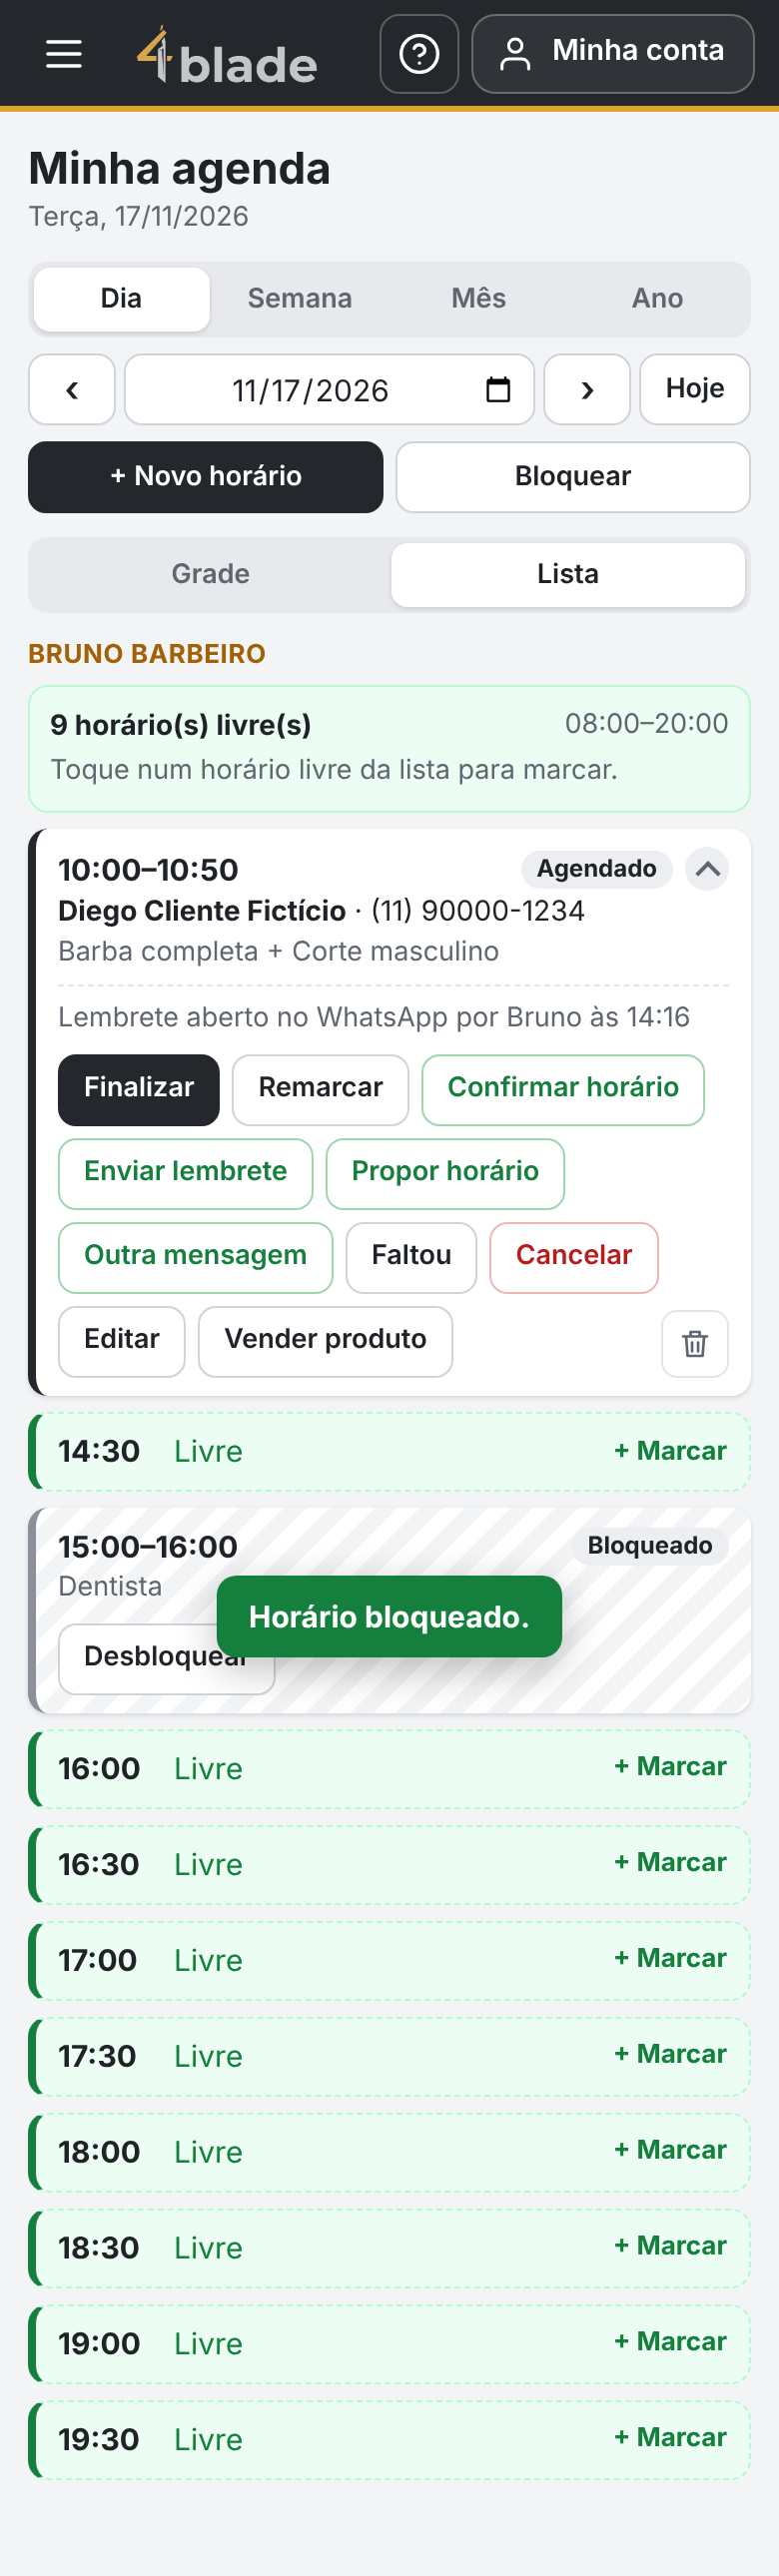 4blade
Minha conta
Minha agenda
Terça, 17/11/2026
Dia Semana Mês Ano
‹ 11/17/2026 › Hoje
+ Novo horário Bloquear
Grade Lista
BRUNO BARBEIRO
9 horário(s) livre(s) 08:00–20:00
Toque num horário livre da lista para marcar.
10:00–10:50 Agendado
Diego Cliente Fictício · (11) 90000-1234
Barba completa + Corte masculino
Lembrete aberto no WhatsApp por Bruno às 14:16
Finalizar Remarcar Confirmar horário
Enviar lembrete Propor horário
Outra mensagem Faltou Cancelar
Editar Vender produto
14:30 Livre + Marcar
15:00–16:00 Bloqueado
Dentista
Horário bloqueado.
Desbloquear
16:00 Livre + Marcar
16:30 Livre + Marcar
17:00 Livre + Marcar
17:30 Livre + Marcar
18:00 Livre + Marcar
18:30 Livre + Marcar
19:00 Livre + Marcar
19:30 Livre + Marcar